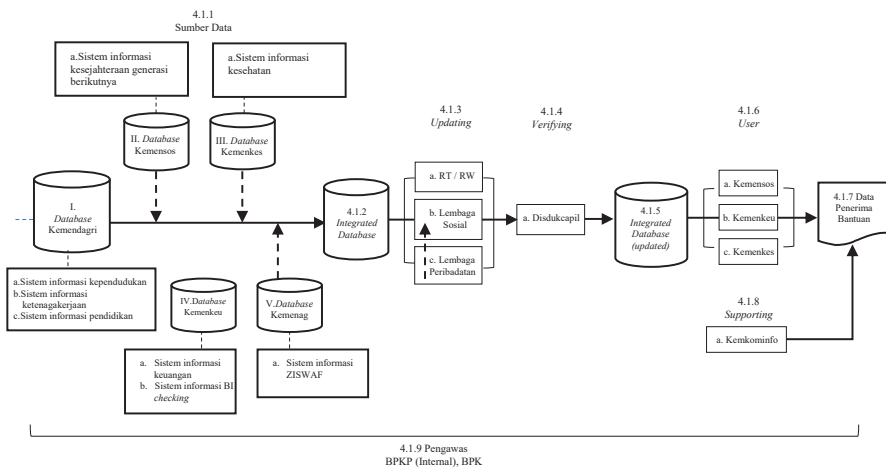 4.1.1
Sumber Data
a.Sistem informasi
kesejahteraan generasi
berikutnya
a.Sistem informasi
kesehatan
II. Database
Kemensos
III. Database
Kemenkes
I.
Database
Kemendagri
a.Sistem informasi kependudukan
b.Sistem informasi
ketenagakerjaan
c.Sistem informasi pendidikan
IV.Database
Kemenkeu
V.Database
Kemenag
a. Sistem informasi
keuangan
b. Sistem informasi BI
checking
a. Sistem informasi
ZISWAF
4.1.2
Integrated
Database
4.1.3
Updating
a. RT / RW
b. Lembaga
Sosial
c. Lembaga
Peribadatan
4.1.4
Verifying
a. Disdukcapil
4.1.5
Integrated
Database
(updated)
4.1.6
User
a. Kemensos
b. Kemenkeu
c. Kemenkes
4.1.7 Data
Penerima
Bantuan
4.1.8
Supporting
a. Kemkominfo
4.1.9 Pengawas
BPKP (Internal), BPK